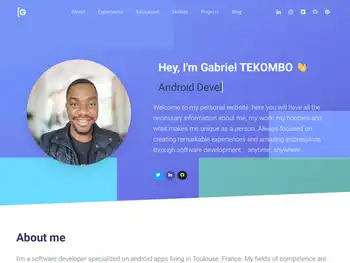 G
About Experience Education Skillset Projects Blog
Hey, I'm Gabriel TEKOMBO 👋
Android Devel
Welcome to my personal website, here you will have all the
necessary information about me, my work, my hobbies and
what makes me unique as a person. Always focused on
creating remarkable experiences and amazing impressions
through software development... anytime, anywhere.
About me
I'm a software developer specialized on android apps living in Toulouse, France. My fields of competence are